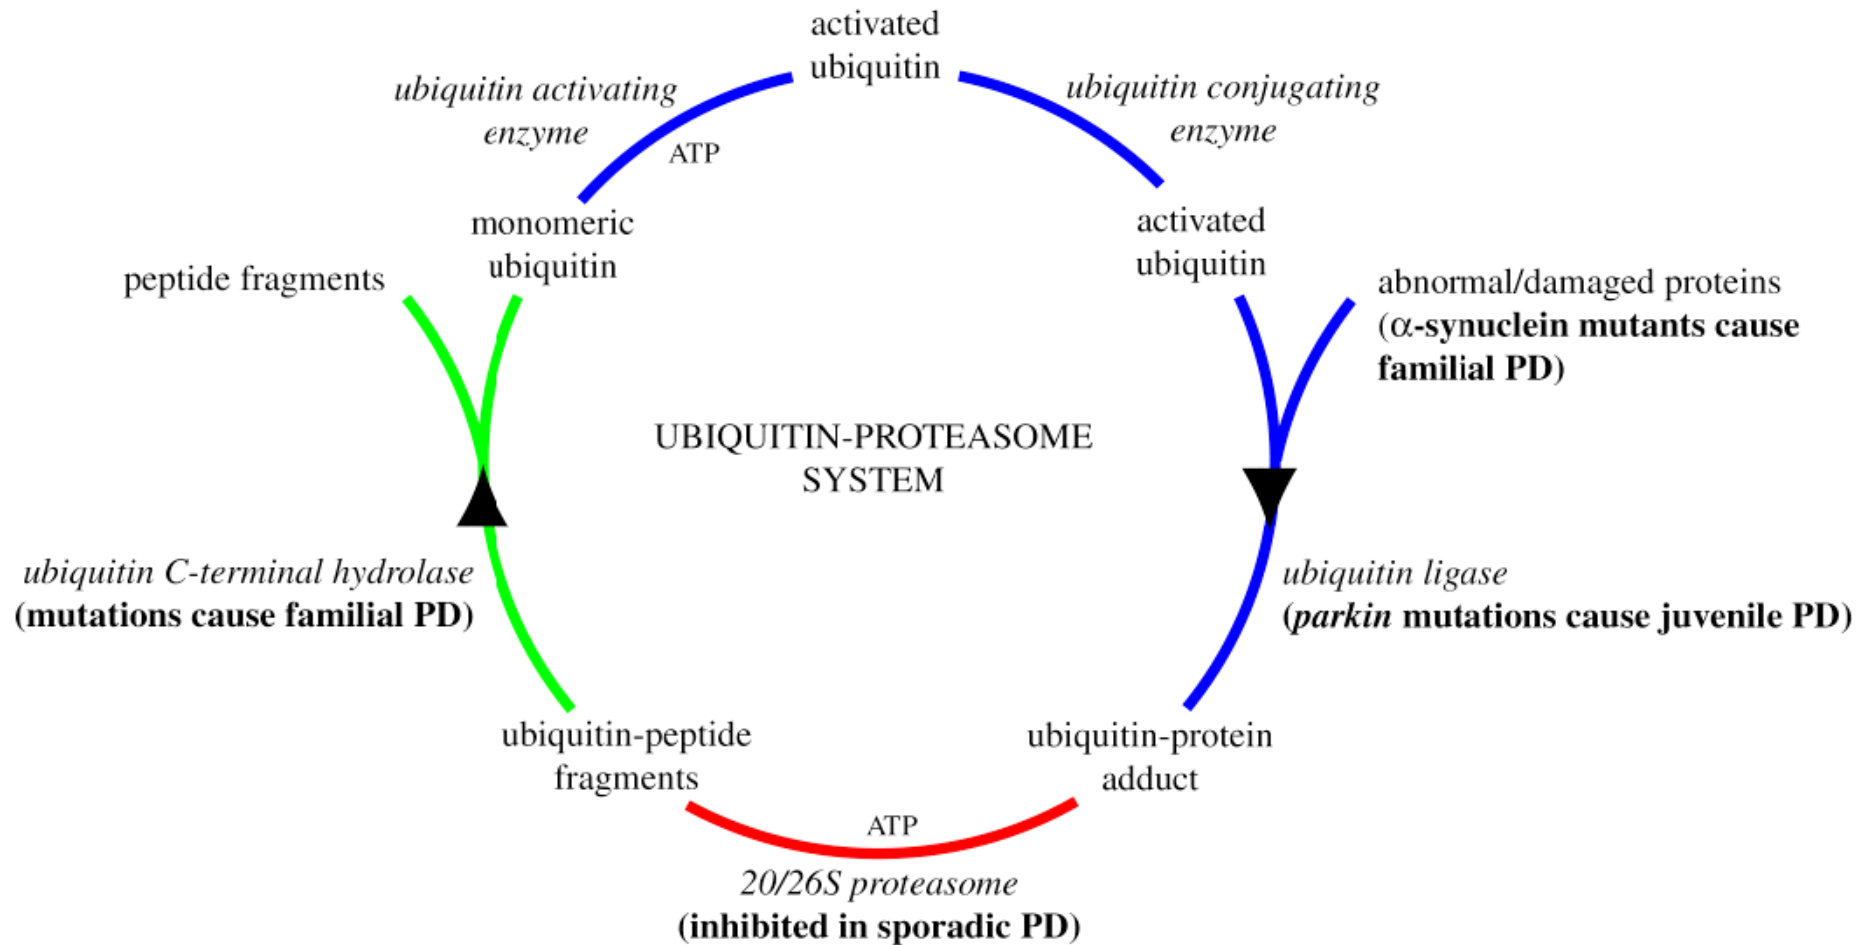 activated
ubiquitin
ubiquitin activating
enzyme
ATP
ubiquitin conjugating
enzyme
monomeric
ubiquitin
activated
ubiquitin
peptide fragments
abnormal/damaged proteins
(α-synuclein mutants cause
familial PD)
UBIQUITIN-PROTEASOME
SYSTEM
ubiquitin C-terminal hydrolase
(mutations cause familial PD)
ubiquitin ligase
(parkin mutations cause juvenile PD)
ubiquitin-peptide
fragments
ubiquitin-protein
adduct
ATP
20/26S proteasome
(inhibited in sporadic PD)